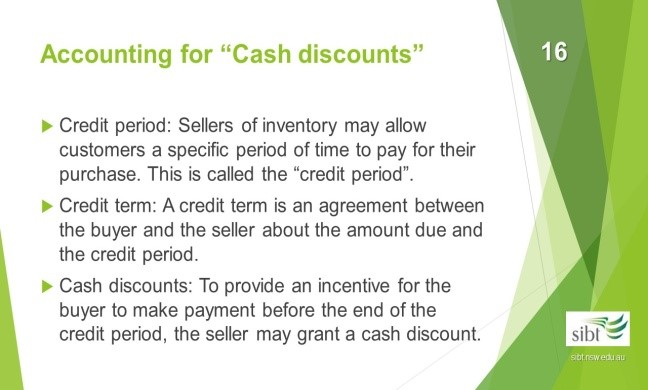 Accounting for “Cash discounts”
16
Credit period: Sellers of inventory may allow
customers a specific period of time to pay for their
purchase. This is called the “credit period”.
Credit term: A credit term is an agreement between
the buyer and the seller about the amount due and
the credit period.
Cash discounts: To provide an incentive for the
buyer to make payment before the end of the
credit period, the seller may grant a cash discount.
sibt
sibt.nsw.edu.au